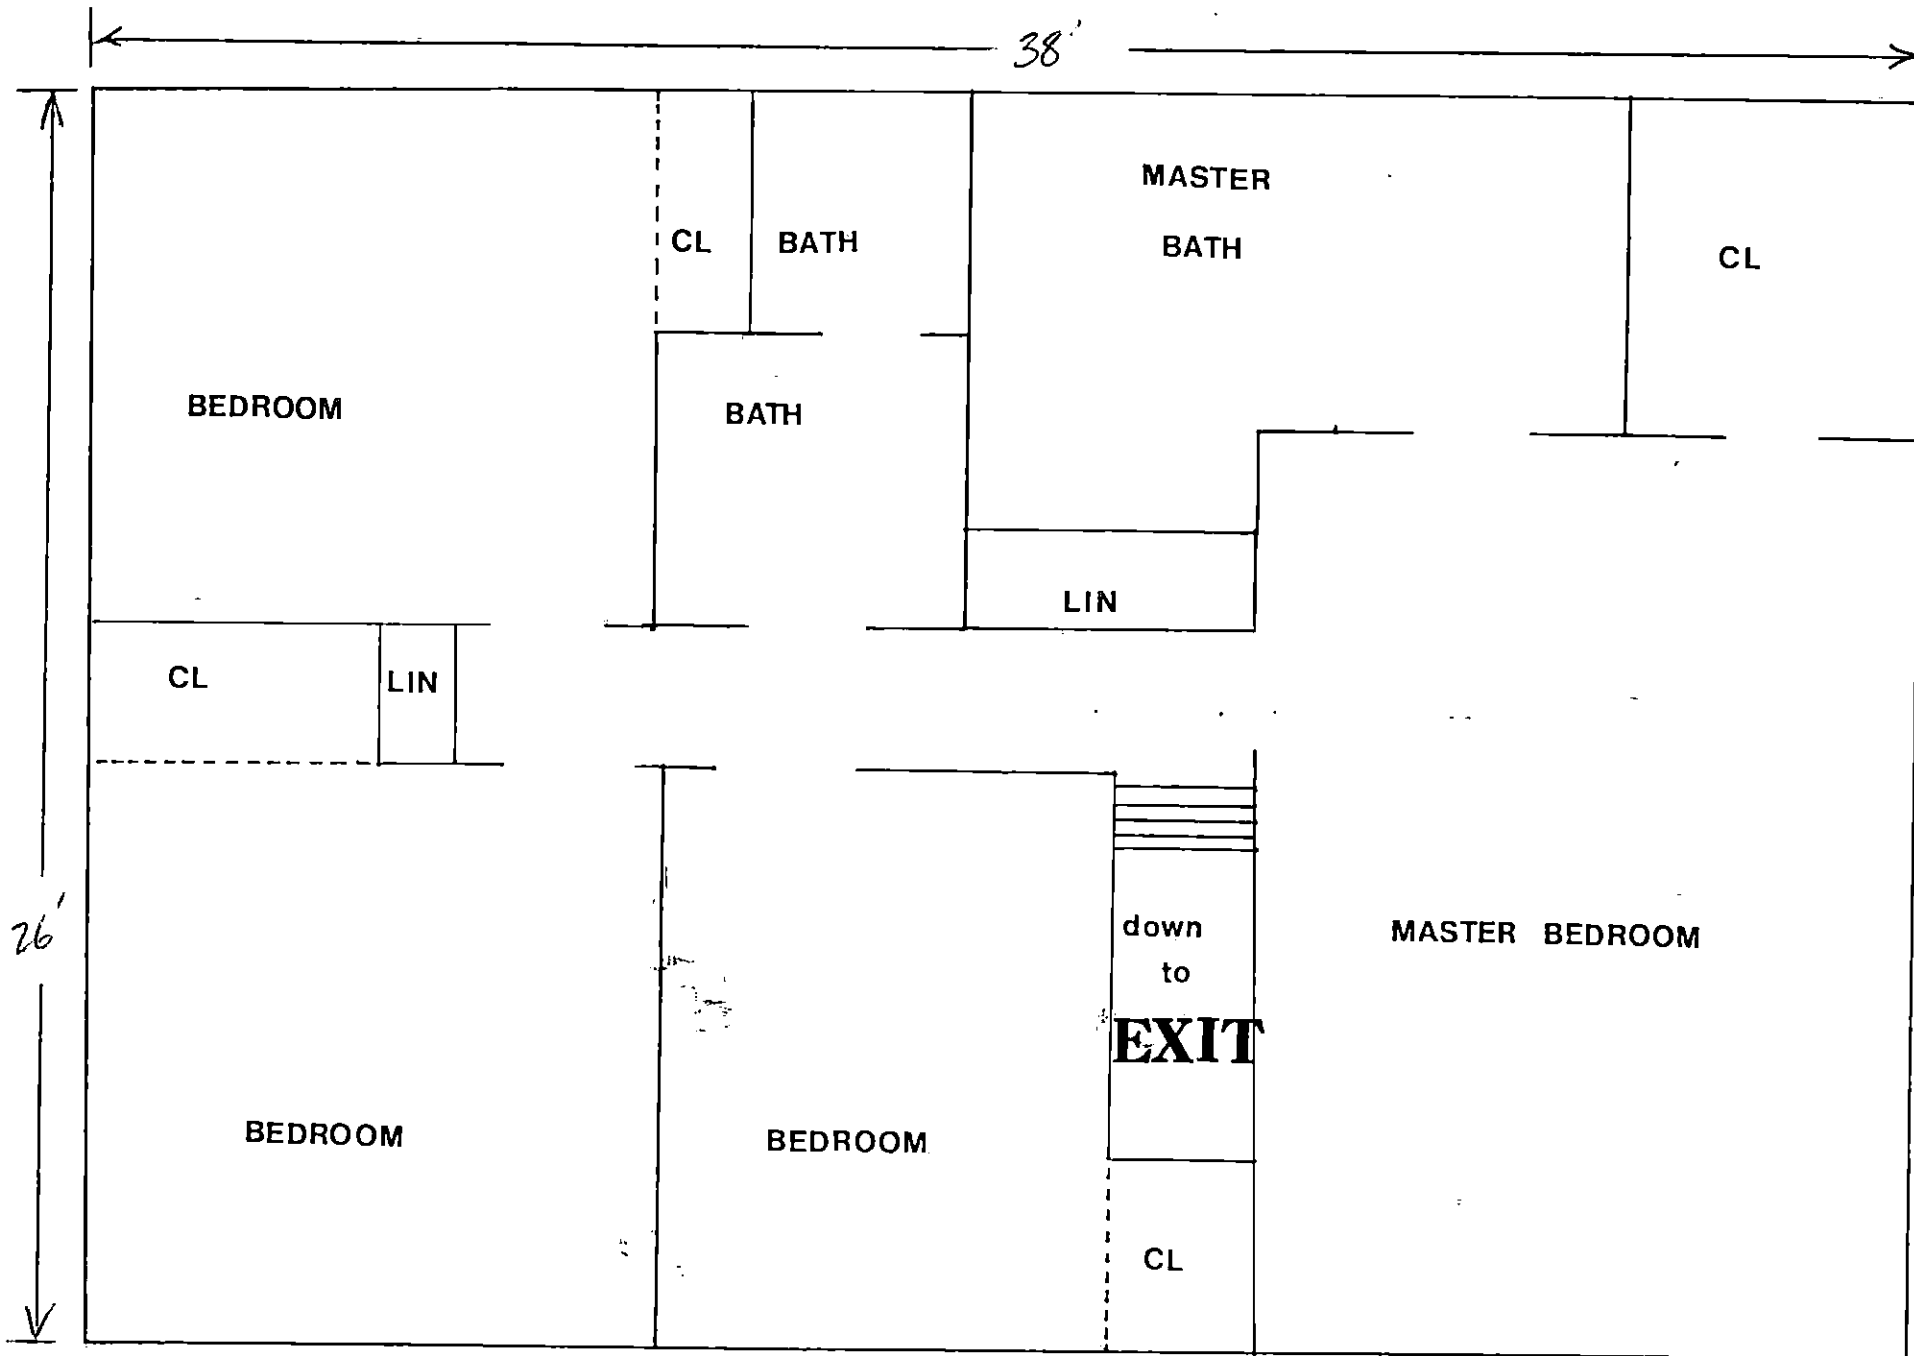 38'
MASTER
BATH
CL
BATH
CL
BEDROOM
BATH
LIN
CL
LIN
26'
down
to
EXIT
MASTER BEDROOM
BEDROOM
BEDROOM
CL